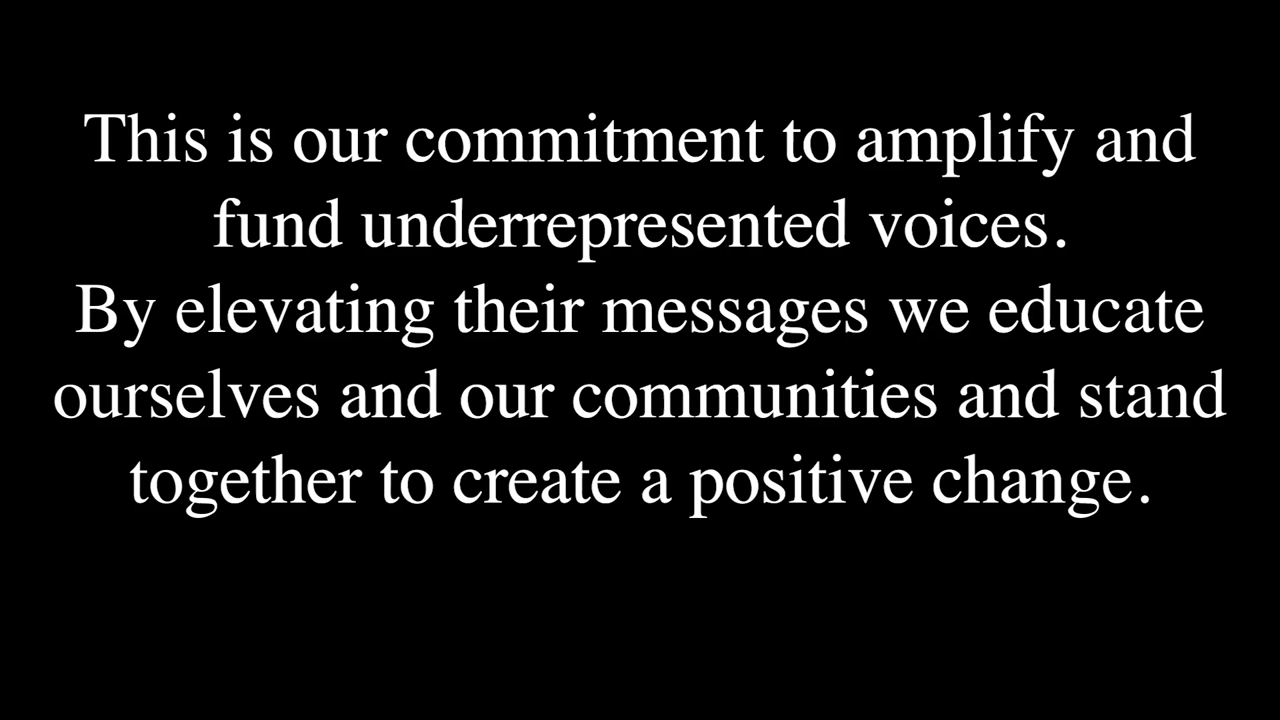 This is our commitment to amplify and
fund underrepresented voices.
By elevating their messages we educate
ourselves and our communities and stand
together to create a positive change.